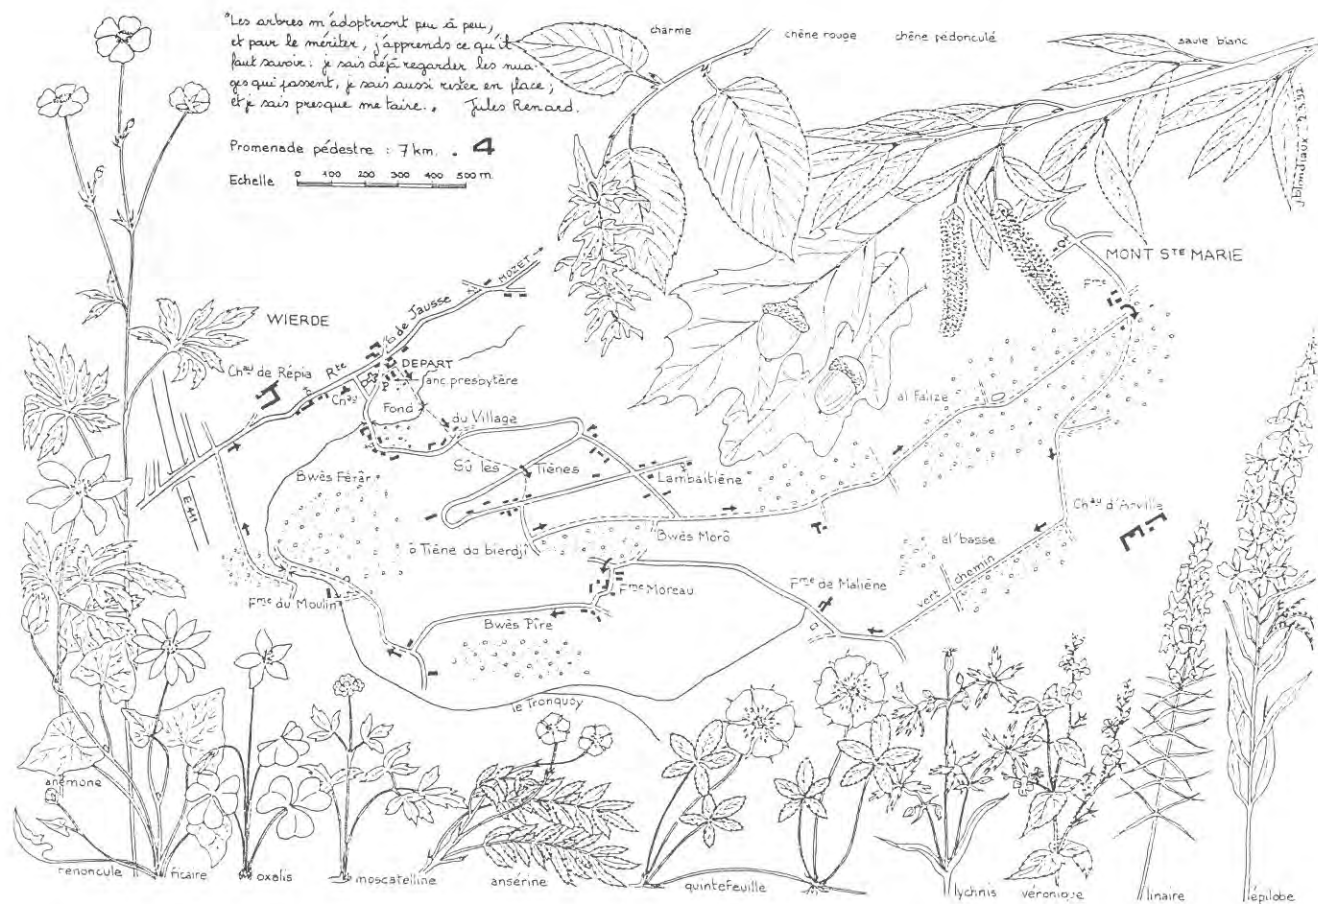 "Les arbres m'adopteront peu à peu,
et pour le mériter, j'apprends ce qu'il
faut savoir: je sais déjà regarder les nua-
ges qui passent, je sais aussi rester en place,
et je sais presque me taire. „ Jules Renard.
Promenade pédestre : 7 km. . 4
Echelle 0 100 200 300 400 500 m.
charme
chêne rouge
chêne pédonculé
saule blanc
MONT STE MARIE
Fme
MOZET
Rte de Jausse
WIERDE
DEPART
Chau de Répia
anc. presbytère
P
Chau
Fond
du Village
al Falize
Sû les Tiènes
Lambaitiène
Bwès Férâr
E 411
Chau d'Arville
Bwès Morô
ô Tiène do bierdjî
al'basse
vert chemin
Fme de Maliène
Fme Moreau
Fme du Moulin
Bwès Pîre
le Tronquoy
anémone
renoncule
ficaire
oxalis
moscatelline
ansérine
quintefeuille
lychnis
véronique
linaire
épilobe